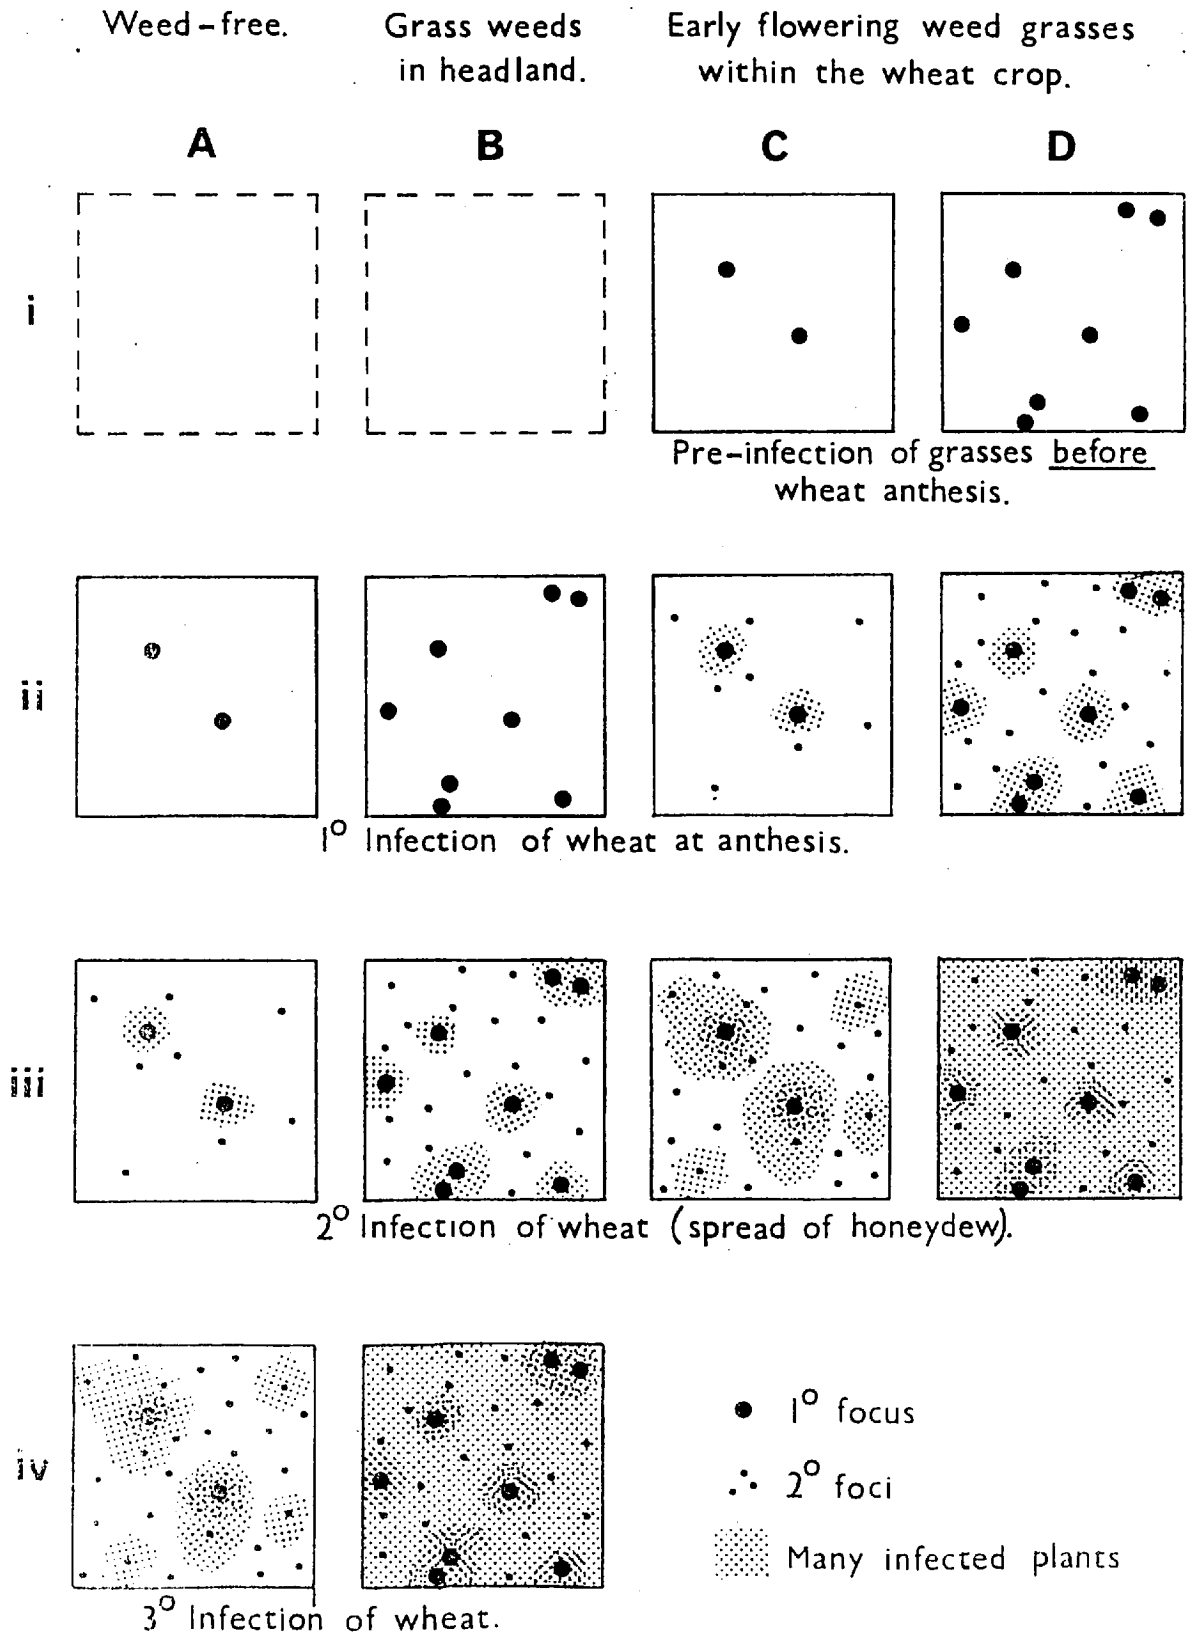 Weed-free.
Grass weeds
in headland.
Early flowering weed grasses
within the wheat crop.
A
B
C
D
i
Pre-infection of grasses before
wheat anthesis.
ii
1° Infection of wheat at anthesis.
iii
2° Infection of wheat (spread of honeydew).
iv
1° focus
2° foci
Many infected plants
3° Infection of wheat.